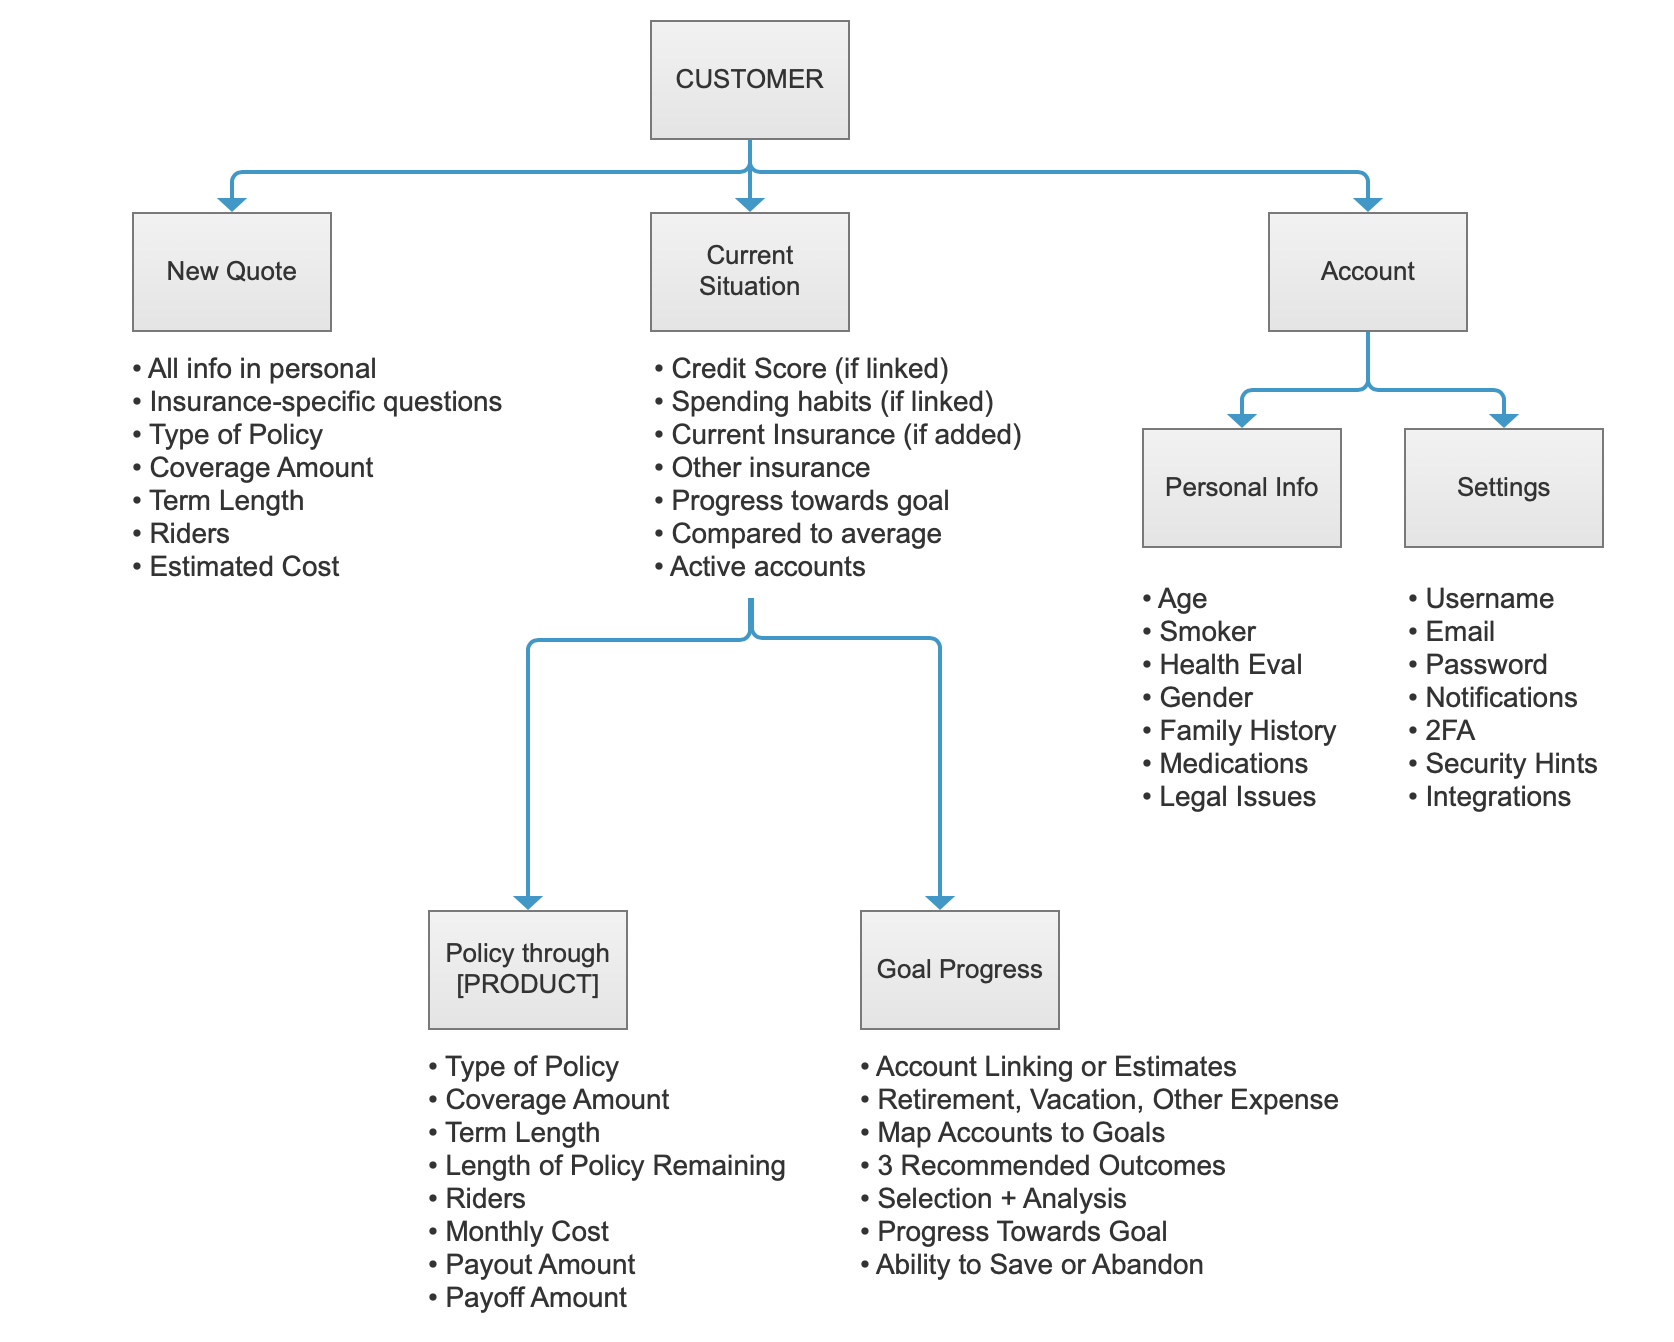 CUSTOMER
New Quote
• All info in personal
• Insurance-specific questions
• Type of Policy
• Coverage Amount
• Term Length
• Riders
• Estimated Cost
Current
Situation
• Credit Score (if linked)
• Spending habits (if linked)
• Current Insurance (if added)
• Other insurance
• Progress towards goal
• Compared to average
• Active accounts
Account
Personal Info
• Age
• Smoker
• Health Eval
• Gender
• Family History
• Medications
• Legal Issues
Settings
• Username
• Email
• Password
• Notifications
• 2FA
• Security Hints
• Integrations
Policy through
[PRODUCT]
• Type of Policy
• Coverage Amount
• Term Length
• Length of Policy Remaining
• Riders
• Monthly Cost
• Payout Amount
• Payoff Amount
Goal Progress
• Account Linking or Estimates
• Retirement, Vacation, Other Expense
• Map Accounts to Goals
• 3 Recommended Outcomes
• Selection + Analysis
• Progress Towards Goal
• Ability to Save or Abandon